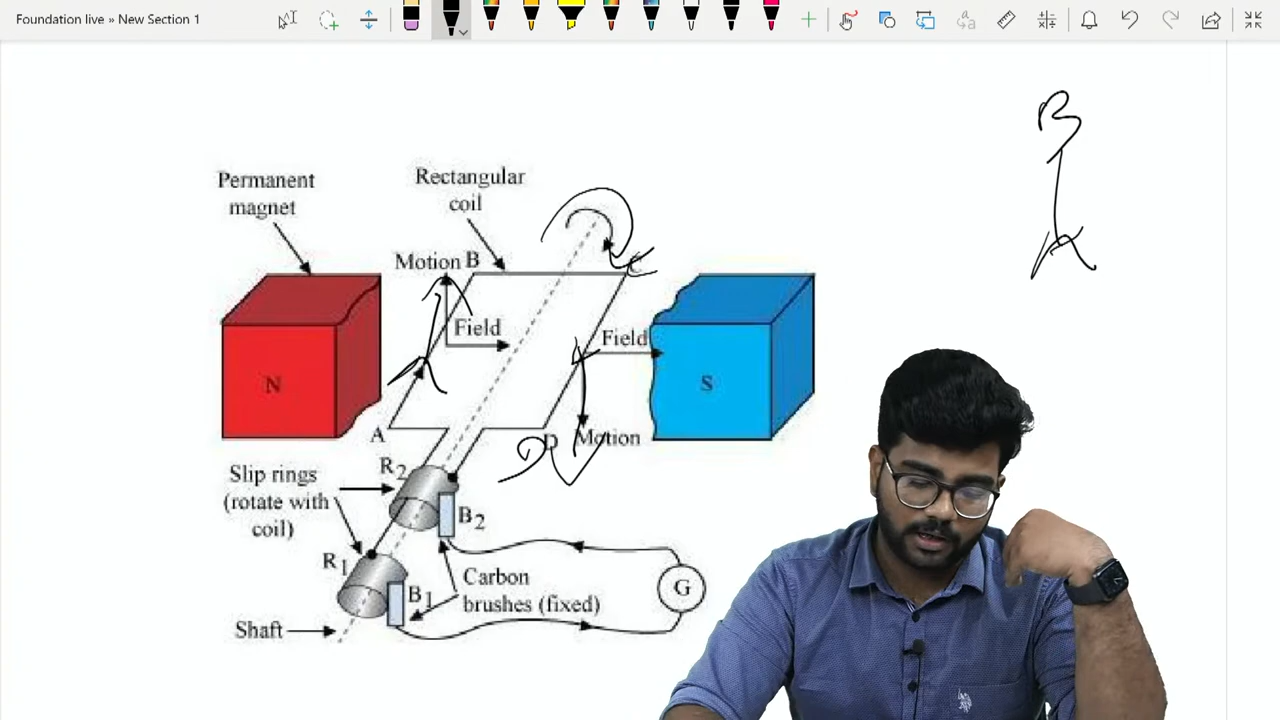 Foundation live » New Section 1
B
A
Permanent
magnet
Rectangular
coil
Motion B
C
Field
Field
N
S
A
D
Motion
D
R2
Slip rings
(rotate with
coil)
B2
R1
B1
Carbon
brushes (fixed)
G
Shaft